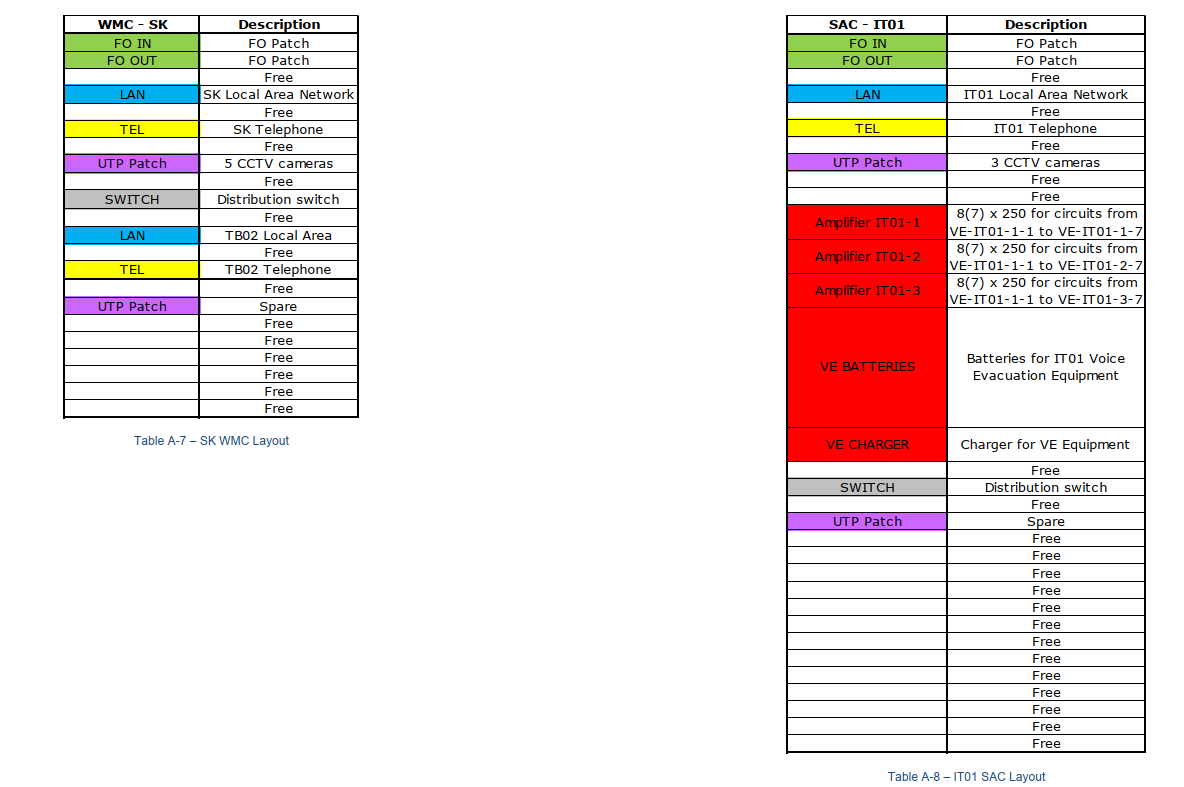 WMC - SK Description
FO IN FO Patch
FO OUT FO Patch
Free
LAN SK Local Area Network
Free
TEL SK Telephone
Free
UTP Patch 5 CCTV cameras
Free
SWITCH Distribution switch
Free
LAN TB02 Local Area
Free
TEL TB02 Telephone
Free
UTP Patch Spare
Free
Free
Free
Free
Free
Free
Table A-7 – SK WMC Layout
SAC - IT01 Description
FO IN FO Patch
FO OUT FO Patch
Free
LAN IT01 Local Area Network
Free
TEL IT01 Telephone
Free
UTP Patch 3 CCTV cameras
Free
Free
Amplifier IT01-1 8(7) x 250 for circuits from
VE-IT01-1-1 to VE-IT01-1-7
Amplifier IT01-2 8(7) x 250 for circuits from
VE-IT01-1-1 to VE-IT01-2-7
Amplifier IT01-3 8(7) x 250 for circuits from
VE-IT01-1-1 to VE-IT01-3-7
VE BATTERIES Batteries for IT01 Voice
Evacuation Equipment
VE CHARGER Charger for VE Equipment
Free
SWITCH Distribution switch
Free
UTP Patch Spare
Free
Free
Free
Free
Free
Free
Free
Free
Free
Free
Free
Free
Free
Table A-8 – IT01 SAC Layout